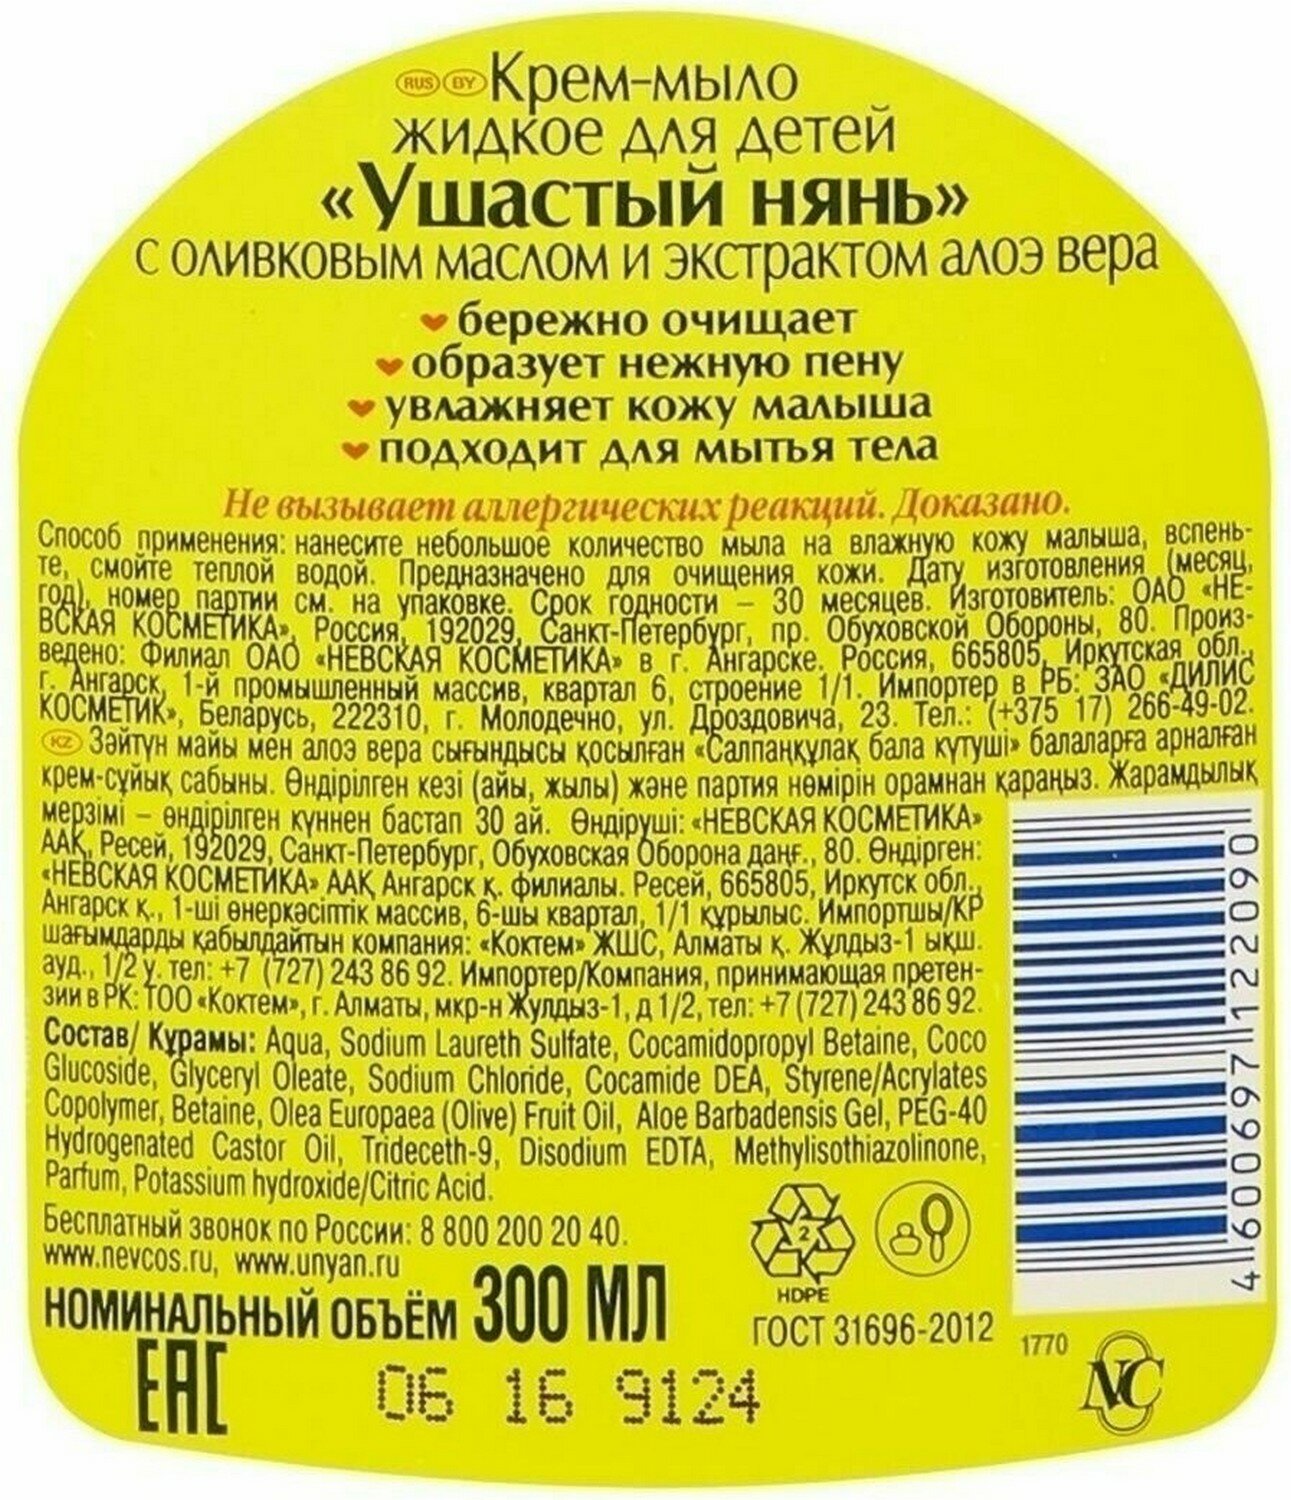 RUS BY Крем-мыло
жидкое для детей
«Ушастый нянь»
с оливковым маслом и экстрактом алоэ вера
бережно очищает
образует нежную пену
увлажняет кожу малыша
подходит для мытья тела
Не вызывает аллергических реакций. Доказано.
Способ применения: нанесите небольшое количество мыла на влажную кожу малыша, вспень-
те, смойте теплой водой. Предназначено для очищения кожи. Дату изготовления (месяц,
год), номер партии см. на упаковке. Срок годности – 30 месяцев. Изготовитель: ОАО «НЕ-
ВСКАЯ КОСМЕТИКА», Россия, 192029, Санкт-Петербург, пр. Обуховской Обороны, 80. Произ-
ведено: Филиал ОАО «НЕВСКАЯ КОСМЕТИКА» в г. Ангарске. Россия, 665805, Иркутская обл.,
г. Ангарск, 1-й промышленный массив, квартал 6, строение 1/1. Импортер в РБ: ЗАО «ДИЛИС
КОСМЕТИК», Беларусь, 222310, г. Молодечно, ул. Дроздовича, 23. Тел.: (+375 17) 266-49-02.
KZ Зәйтүн майы мен алоэ вера сығындысы қосылған «Салпаңқұлақ бала күтуші» балаларға арналған
крем-сұйық сабыны. Өндірілген кезі (айы, жылы) және партия нөмірін орамнан қараңыз. Жарамдылық
мерзімі – өндірілген күннен бастап 30 ай. Өндіруші: «НЕВСКАЯ КОСМЕТИКА»
ААҚ, Ресей, 192029, Санкт-Петербург, Обуховская Оборона даңғ., 80. Өндірген:
«НЕВСКАЯ КОСМЕТИКА» ААҚ Ангарск қ. филиалы. Ресей, 665805, Иркутск обл.,
Ангарск қ., 1-ші өнеркәсіптік массив, 6-шы квартал, 1/1 құрылыс. Импортшы/ҚР
шағымдарды қабылдайтын компания: «Коктем» ЖШС, Алматы қ. Жұлдыз-1 ықш.
ауд., 1/2 ү. тел: +7 (727) 243 86 92. Импортер/Компания, принимающая претен-
зии в РК: ТОО «Коктем», г. Алматы, мкр-н Жулдыз-1, д 1/2, тел: +7 (727) 243 86 92.
Состав/ Құрамы: Aqua, Sodium Laureth Sulfate, Cocamidopropyl Betaine, Coco
Glucoside, Glyceryl Oleate, Sodium Chloride, Cocamide DEA, Styrene/Acrylates
Copolymer, Betaine, Olea Europaea (Olive) Fruit Oil, Aloe Barbadensis Gel, PEG-40
Hydrogenated Castor Oil, Trideceth-9, Disodium EDTA, Methylisothiazolinone,
Parfum, Potassium hydroxide/Citric Acid.
Бесплатный звонок по России: 8 800 200 20 40.
www.nevcos.ru, www.unyan.ru
НОМИНАЛЬНЫЙ ОБЪЁМ 300 МЛ
2
HDPE
ГОСТ 31696-2012
4 600697 122090
1770
NC
EAC
06 16 9124